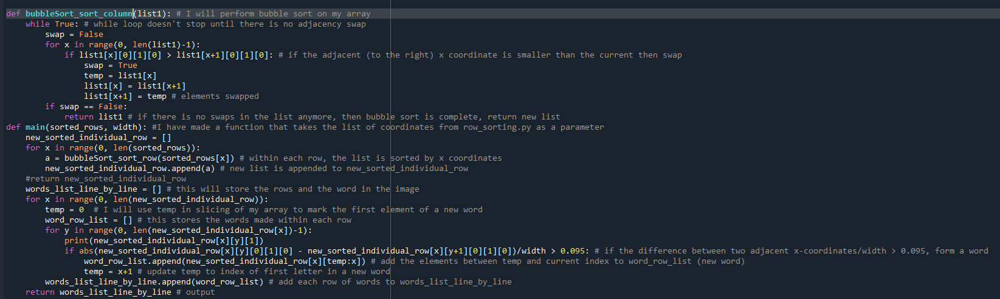 def bubbleSort_sort_column(list1): # I will perform bubble sort on my array
    while True: # while loop doesn't stop until there is no adjacency swap
        swap = False
        for x in range(0, len(list1)-1):
            if list1[x][0][1][0] > list1[x+1][0][1][0]: # if the adjacent (to the right) x coordinate is smaller than the current then swap
                swap = True
                temp = list1[x]
                list1[x] = list1[x+1]
                list1[x+1] = temp # elements swapped
        if swap == False:
            return list1 # if there is no swaps in the list anymore, then bubble sort is complete, return new list
def main(sorted_rows, width): #I have made a function that takes the list of coordinates from row_sorting.py as a parameter
    new_sorted_individual_row = []
    for x in range(0, len(sorted_rows)):
        a = bubbleSort_sort_row(sorted_rows[x]) # within each row, the list is sorted by x coordinates
        new_sorted_individual_row.append(a) # new list is appended to new_sorted_individual_row
    #return new_sorted_individual_row
    words_list_line_by_line = [] # this will store the rows and the word in the image
    for x in range(0, len(new_sorted_individual_row)):
        temp = 0  # I will use temp in slicing of my array to mark the first element of a new word
        word_row_list = [] # this stores the words made within each row
        for y in range(0, len(new_sorted_individual_row[x])-1):
            print(new_sorted_individual_row[x][y][1])
            if abs(new_sorted_individual_row[x][y][0][1][0] - new_sorted_individual_row[x][y+1][0][1][0])/width > 0.095: # if the difference between two adjacent x-coordinates/width > 0.095, form a word
                word_row_list.append(new_sorted_individual_row[x][temp:x]) # add the elements between temp and current index to word_row_list (new word)
                temp = x+1 # update temp to index of first letter in a new word
        words_list_line_by_line.append(word_row_list) # add each row of words to words_list_line_by_line
    return words_list_line_by_line # output